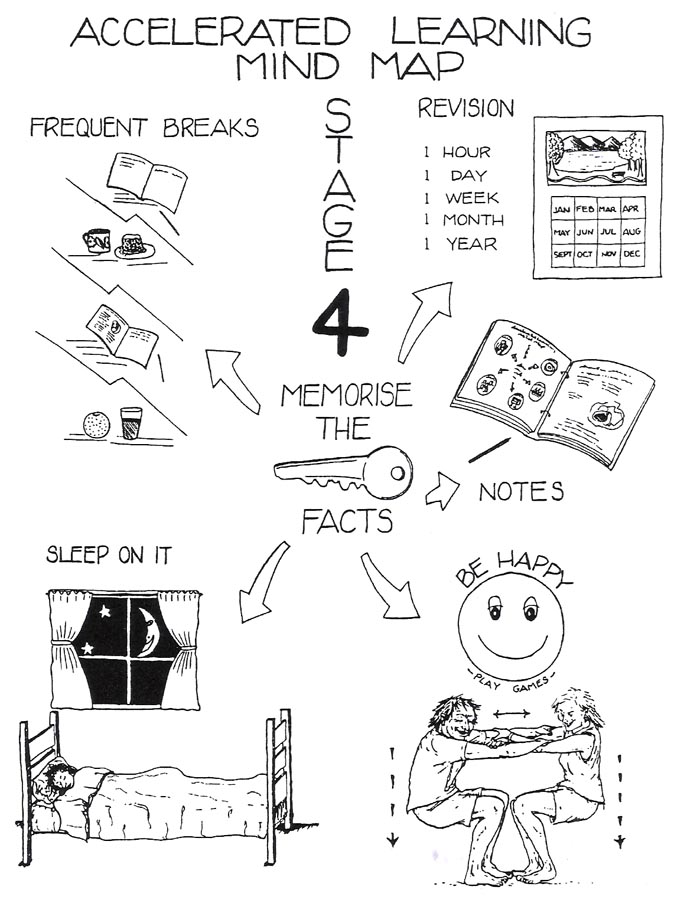 ACCELERATED LEARNING
MIND MAP
STAGE
4
FREQUENT BREAKS
REVISION
1 HOUR
1 DAY
1 WEEK
1 MONTH
1 YEAR
JAN FEB MAR APR
MAY JUN JUL AUG
SEPT OCT NOV DEC
MEMORISE
THE
FACTS
NOTES
SLEEP ON IT
BE HAPPY
-PLAY GAMES-